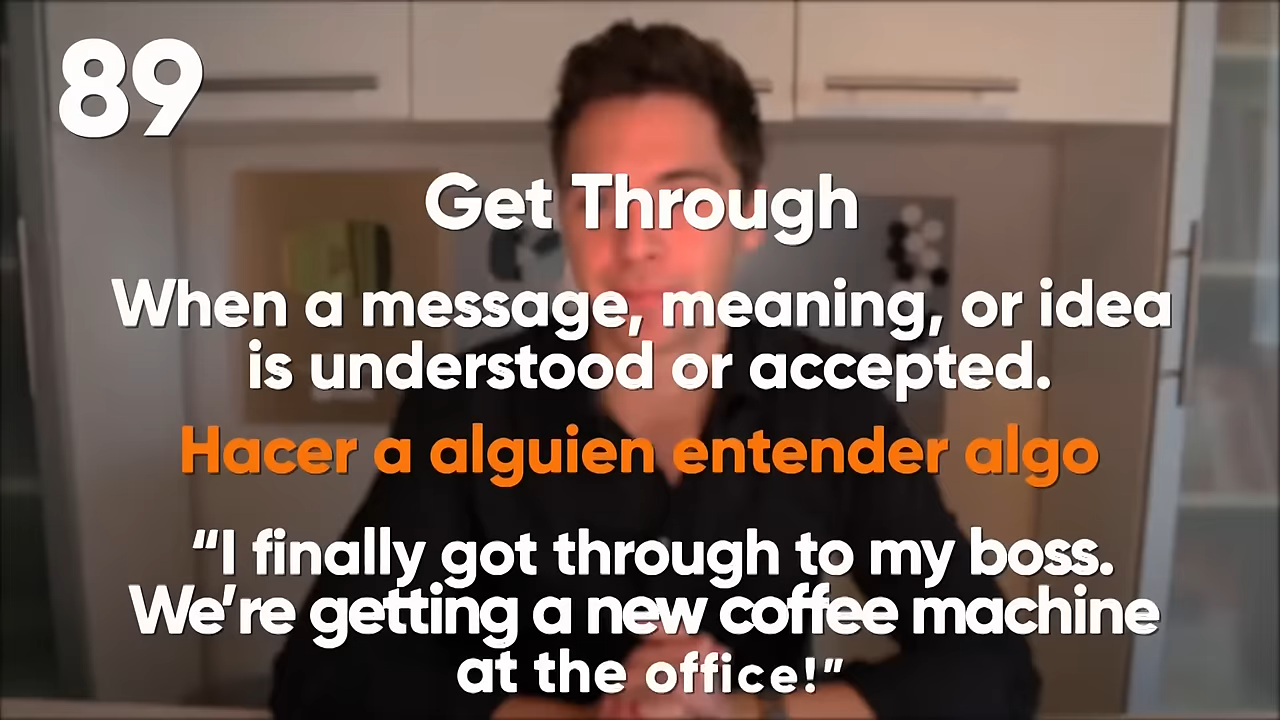 89
Get Through
When a message, meaning, or idea
is understood or accepted.
Hacer a alguien entender algo
“I finally got through to my boss.
We’re getting a new coffee machine
at the office!”